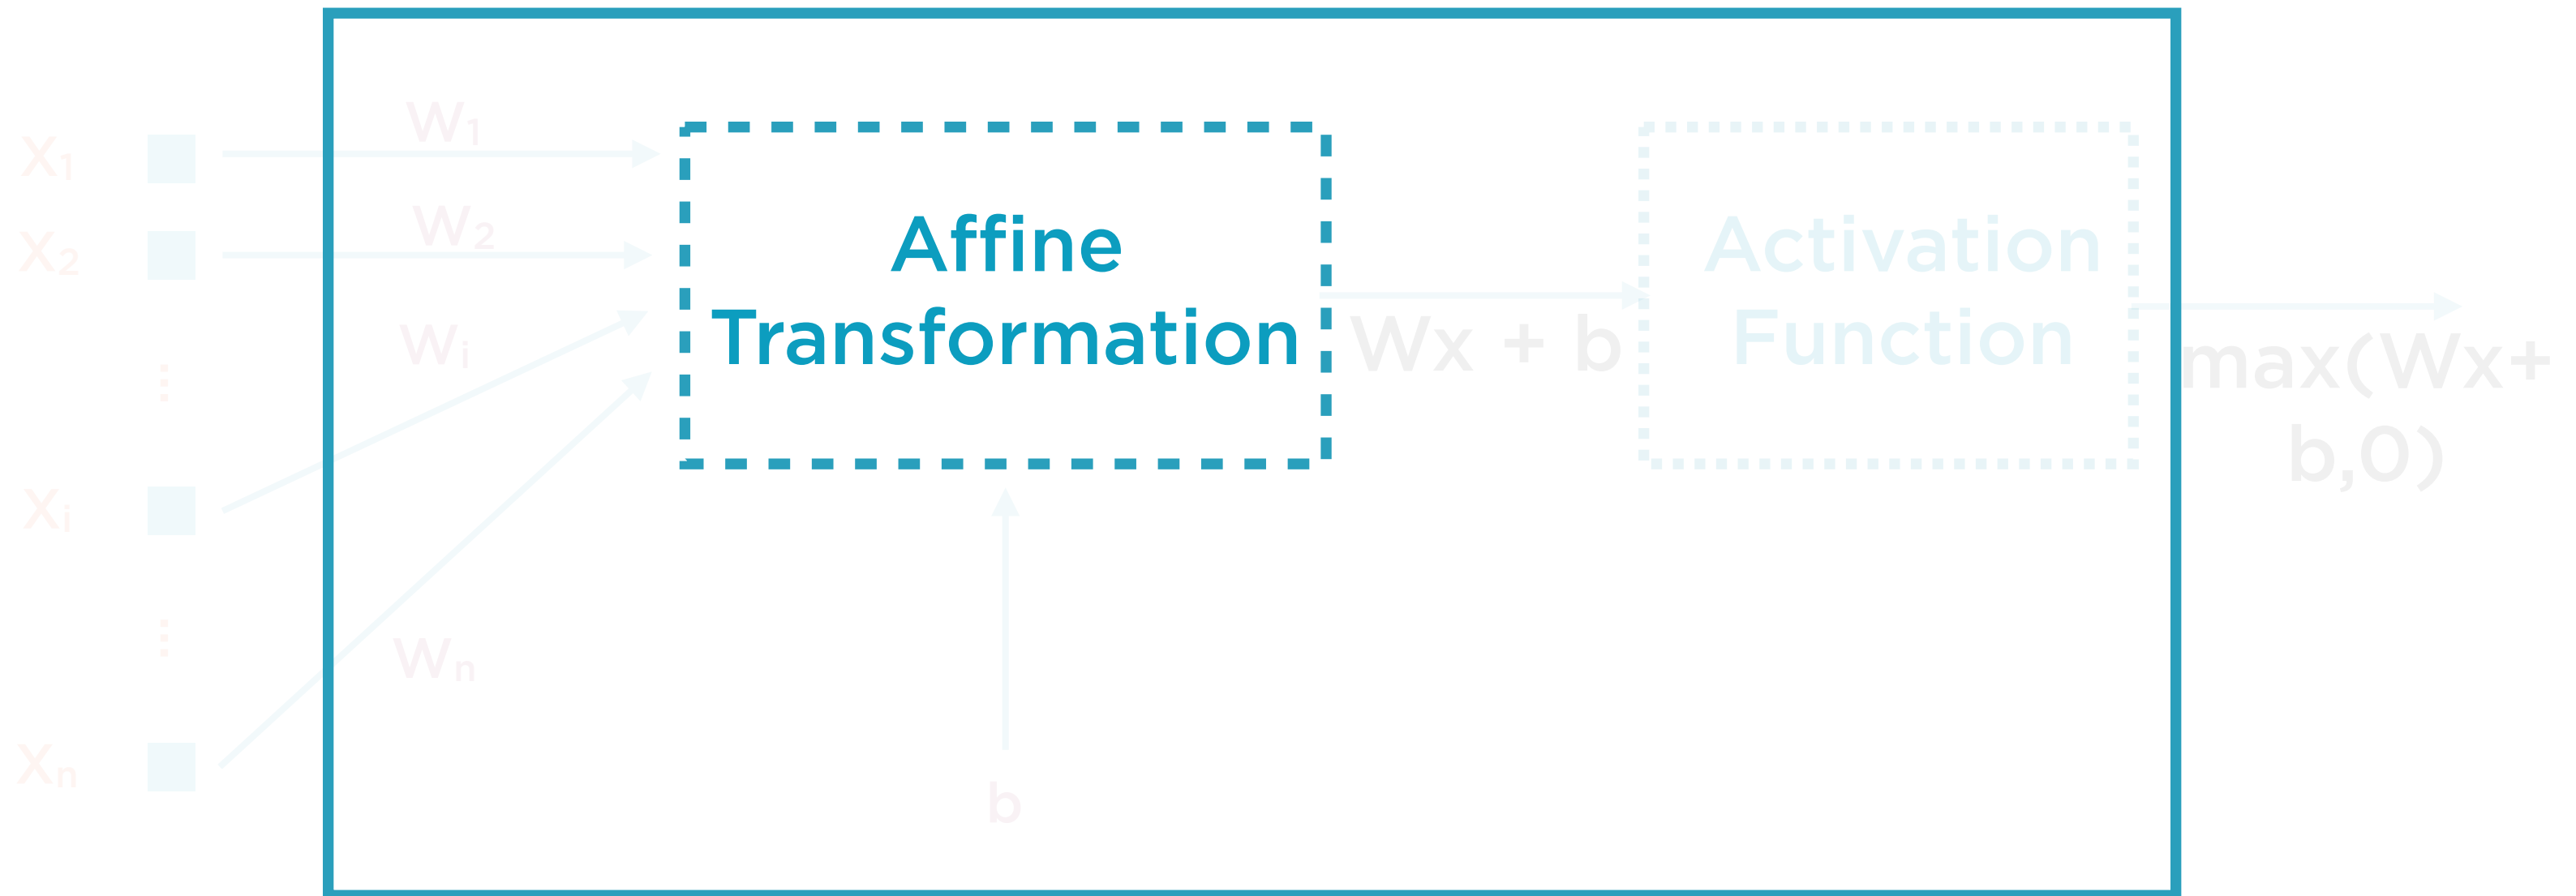 X₁
W₁
X₂
W₂
Affine
Transformation
Activation
Function
Wᵢ
Wx + b
max(Wx+
b,0)
⋮
Xᵢ
⋮
Wₙ
Xₙ
b